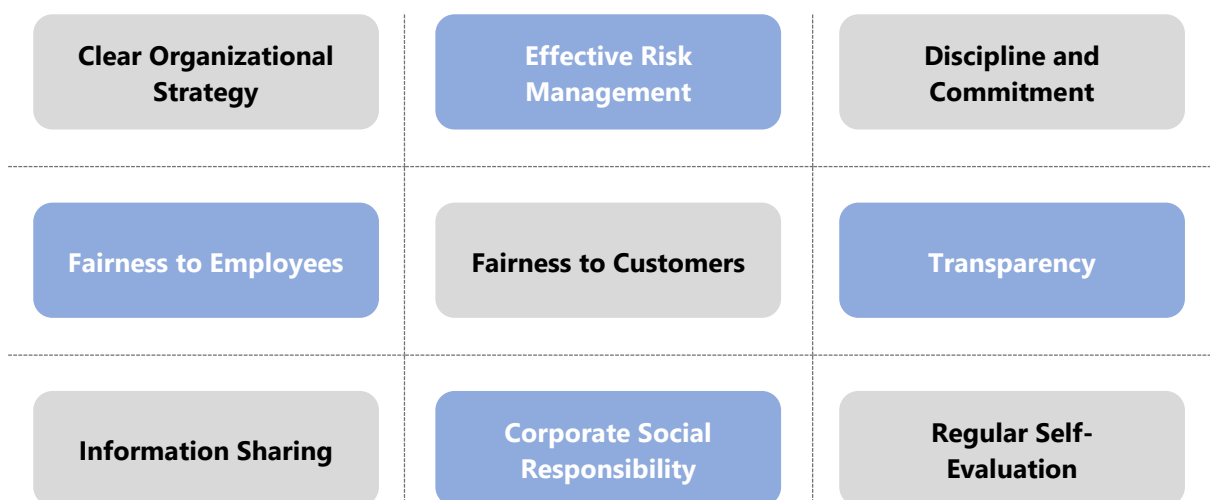 Clear Organizational
Strategy
Effective Risk
Management
Discipline and
Commitment
Fairness to Employees
Fairness to Customers
Transparency
Information Sharing
Corporate Social
Responsibility
Regular Self-
Evaluation